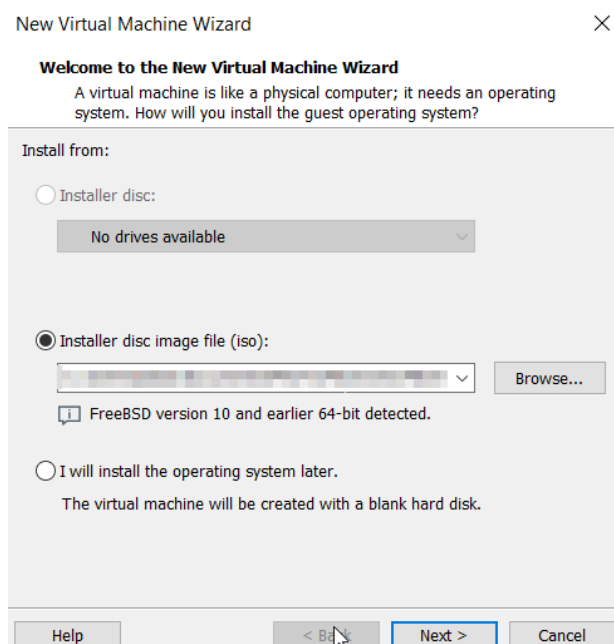 New Virtual Machine Wizard
Welcome to the New Virtual Machine Wizard
A virtual machine is like a physical computer; it needs an operating
system. How will you install the guest operating system?
Install from:
Installer disc:
No drives available
Installer disc image file (iso):
Browse...
FreeBSD version 10 and earlier 64-bit detected.
I will install the operating system later.
The virtual machine will be created with a blank hard disk.
Help
< Back
Next >
Cancel